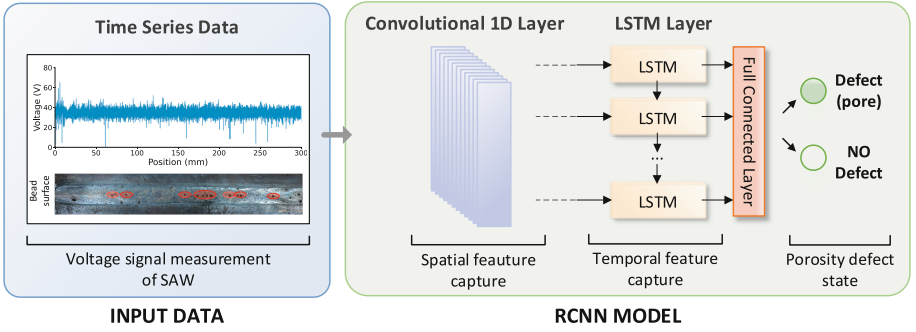 Time Series Data
80
60
40
20
0
Voltage (V)
0 50 100 150 200 250 300
Position (mm)
Bead
surface
Voltage signal measurement
of SAW
INPUT DATA
Convolutional 1D Layer
LSTM Layer
LSTM
LSTM
...
LSTM
Full Connected Layer
Defect
(pore)
NO
Defect
Spatial feauture
capture
Temporal feature
capture
Porosity defect
state
RCNN MODEL